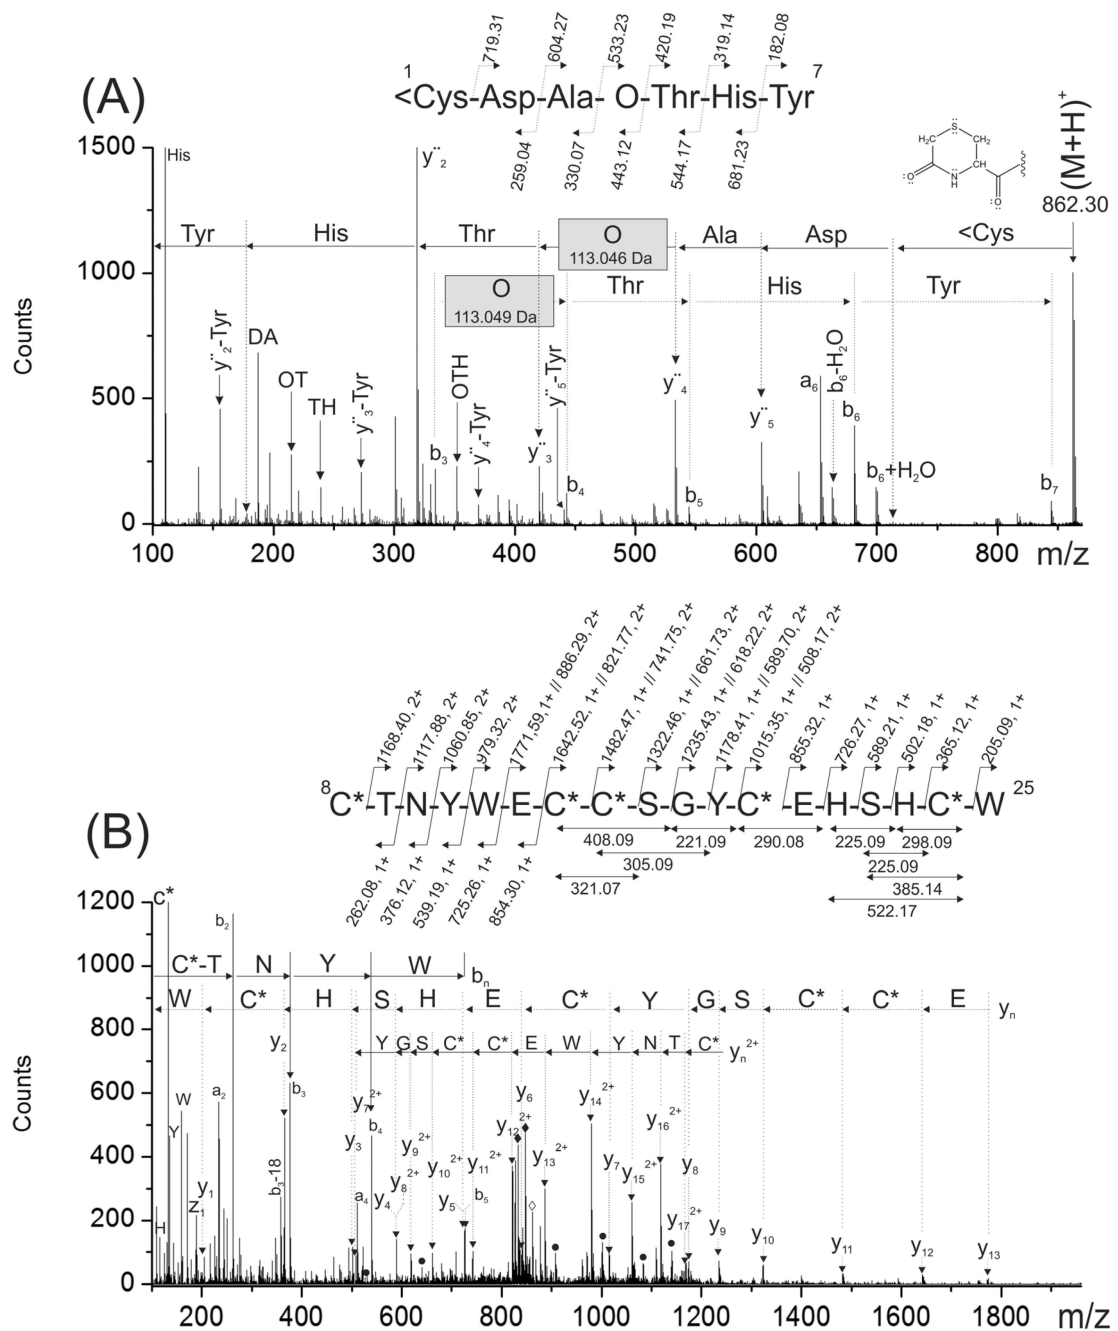 (A)
719.31
604.27
533.23
420.19
319.14
182.08
1 7
<Cys-Asp-Ala- O-Thr-His-Tyr
259.04
330.07
443.12
544.17
681.23
H₂C S CH₂
O N H CH C O
(M+H)⁺
862.30
Counts
1500
1000
500
0
His
y¨₂
Tyr His Thr O Ala Asp <Cys
113.046 Da
O Thr His Tyr
113.049 Da
y¨₂-Tyr
DA
OT
TH
y¨₃-Tyr
b₃
OTH
y¨₄-Tyr
y¨₃
y¨₅-Tyr
b₄
y¨₄
b₅
y¨₅
a₆
b₆-H₂O
b₆
b₆+H₂O
b₇
100 200 300 400 500 600 700 800 m/z
(B)
1168.40, 2+
1117.88, 2+
1060.85, 2+
979.32, 2+
1771.59, 1+ // 886.29, 2+
1642.52, 1+ // 821.77, 2+
1482.47, 1+ // 741.75, 2+
1322.46, 1+ // 661.73, 2+
1235.43, 1+ // 618.22, 2+
1178.41, 1+ // 589.70, 2+
1015.35, 1+ // 508.17, 2+
855.32, 1+
726.27, 1+
589.21, 1+
502.18, 1+
365.12, 1+
205.09, 1+
8 25
C*-T-N-Y-W-E-C*-C*-S-G-Y-C*-E-H-S-H-C*-W
262.08, 1+
376.12, 1+
539.19, 1+
725.26, 1+
854.30, 1+
408.09 221.09 290.08 225.09 298.09
305.09 225.09
321.07 385.14
522.17
Counts
1200
1000
800
600
400
200
0
C*
b₂
C*-T N Y W bₙ
W C* H S H E C* Y G S C* C* E yₙ
Y G S C* C* E W Y N T C* yₙ²⁺
H
Y
W
z₁
y₁
a₂
b₃-18
y₂
b₃
y₃
a₄
y₇²⁺
b₄
y₄
y₈²⁺
y₉²⁺
y₁₀²⁺
y₅
b₅
y₁₁²⁺
y₁₂²⁺
y₆
y₁₃²⁺
y₁₄²⁺
y₇
y₁₅²⁺
y₁₆²⁺
y₁₇²⁺
y₈
y₉
y₁₀
y₁₁
y₁₂
y₁₃
200 400 600 800 1000 1200 1400 1600 1800 m/z